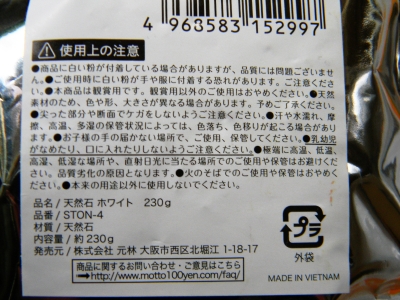 4 968583 152997
使用上の注意
●商品に白い粉が付着している場合がありますが、品質には問題ございませ
ん。●ご使用時に白い粉が手や服に付着する恐れがあります。ご注意くださ
い。●本商品は観賞用です。観賞用以外のご使用はおやめください。●天然
素材のため、色や形、大きさが異なる場合があります。予めご了承ください。
●尖った部分や断面でケガをしないようご注意ください。●汗や水濡れ、摩
擦、高温、多湿の保管状況によっては、色落ち、色移りが起こる場合がありま
す。●お子様の手の届かない場所で、ご使用、保管してください。●乳幼児
がなめたり、口に入れたりしないようご注意ください。●極端に高温、低温、
高湿、低湿な場所や、直射日光に当たる場所でのご使用や保管はお避けく
ださい。品質劣化の原因となります。●火のそばでのご使用や保管はおやめ
ください。●本来の用途以外に使用しないでください。
品名 / 天然石 ホワイト 230g
品番 / STON-4
材質 / 天然石
内容量 / 約230g
発売元 / 株式会社 元林 大阪市西区北堀江 1-18-17
商品に関するお問い合わせ・ご意見はこちら
➞http://www.motto100yen.com/faq/
プラ
外袋
MADE IN VIETNAM